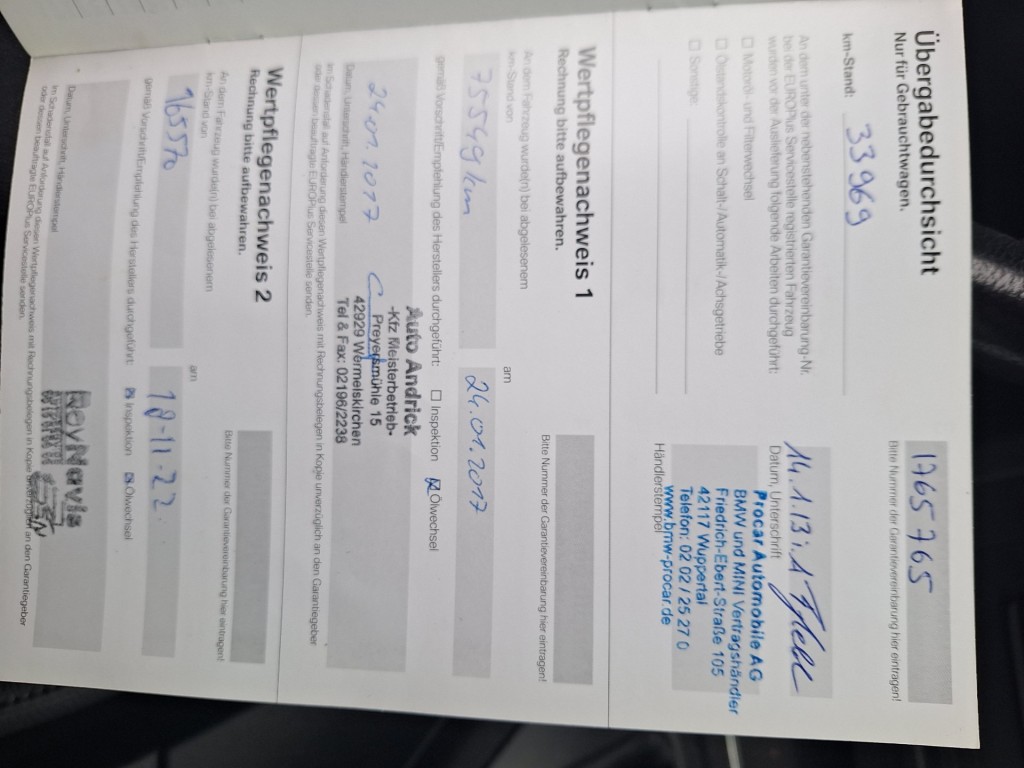 Übergabedurchsicht
Nur für Gebrauchtwagen.
1765 765
Bitte Nummer der Garantievereinbarung hier eintragen!
km-Stand: 33 969
An dem unter der nebenstehenden Garantievereinbarung-Nr.
bei der EUROPlus Servicestelle registrierten Fahrzeug
wurden vor der Auslieferung folgende Arbeiten durchgeführt:
☐ Motoröl- und Filterwechsel
☐ Ölstandskontrolle an Schalt-/Automatik-/Achsgetriebe
☐ Sonstige:
14.1.13
Datum, Unterschrift
Procar Automobile AG
BMW und MINI Vertragshändler
Friedrich-Ebert-Straße 105
42117 Wuppertal
Telefon: 02 02 / 25 27 0
www.bmw-procar.de
Händlerstempel
Wertpflegenachweis 1
Rechnung bitte aufbewahren.
Bitte Nummer der Garantievereinbarung hier eintragen!
An dem Fahrzeug wurde(n) bei abgelesenem
km-Stand von
am
75549 km
24.01.2017
gemäß Vorschrift/Empfehlung des Herstellers durchgeführt: ☐ Inspektion ☒ Ölwechsel
Auto Andrick
-Kfz Meisterbetrieb-
Preyersmühle 15
42929 Wermelskirchen
Tel & Fax: 02196/2238
24.01.2017
Datum, Unterschrift, Händlerstempel
Im Schadensfall auf Anforderung diesen Wertpflegenachweis mit Rechnungsbelegen in Kopie unverzüglich an den Garantiegeber
oder dessen beauftragte EUROPlus Servicestelle senden.
Wertpflegenachweis 2
Rechnung bitte aufbewahren.
Bitte Nummer der Garantievereinbarung hier eintragen!
An dem Fahrzeug wurde(n) bei abgelesenem
km-Stand von
am
165570
18-11-22
gemäß Vorschrift/Empfehlung des Herstellers durchgeführt: ☒ Inspektion ☒ Ölwechsel
Datum, Unterschrift, Händlerstempel
Im Schadensfall auf Anforderung diesen Wertpflegenachweis mit Rechnungsbelegen in Kopie unverzüglich an den Garantiegeber
oder dessen beauftragte EUROPlus Servicestelle senden.